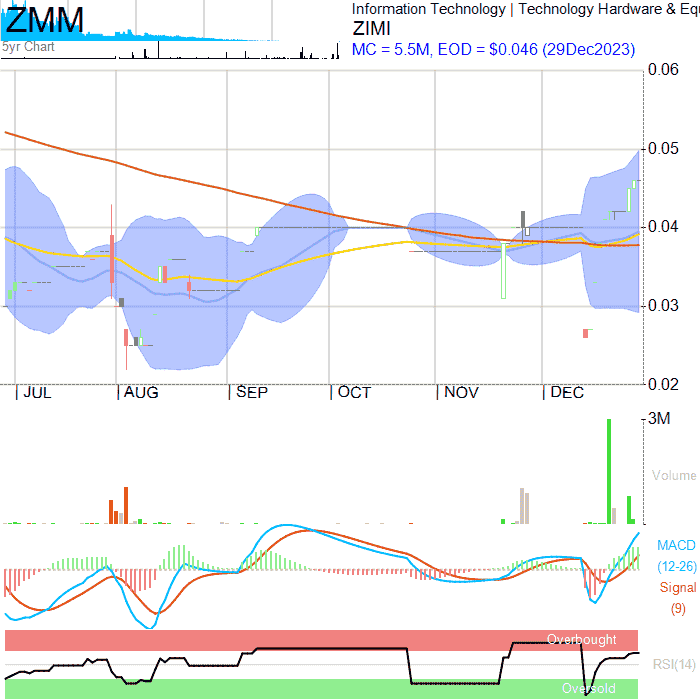 ZMM
Information Technology | Technology Hardware & Eq
ZIMI
5yr Chart
MC = 5.5M, EOD = $0.046 (29Dec2023)
0.06
0.05
0.04
0.03
0.02
JUL AUG SEP OCT NOV DEC
3M
Volume
MACD
(12-26)
Signal
(9)
Overbought
RSI(14)
Oversold